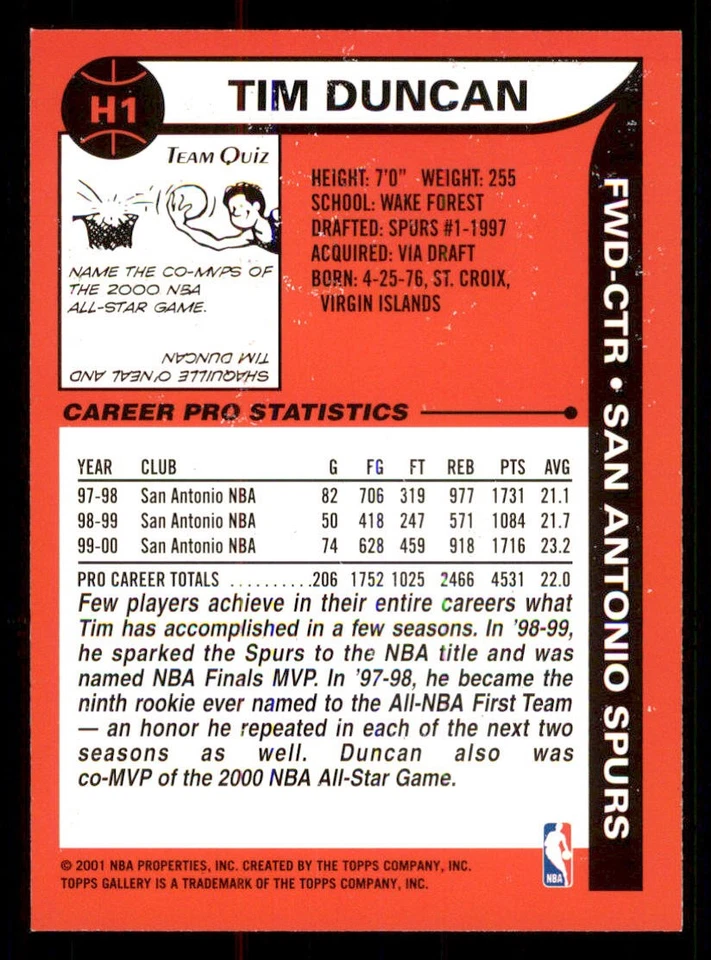 H1
TIM DUNCAN
TEAM QUIZ
NAME THE CO-MVPS OF
THE 2000 NBA
ALL-STAR GAME.
SHAQUILLE O'NEAL AND
TIM DUNCAN
HEIGHT: 7'0" WEIGHT: 255
SCHOOL: WAKE FOREST
DRAFTED: SPURS #1-1997
ACQUIRED: VIA DRAFT
BORN: 4-25-76, ST. CROIX,
VIRGIN ISLANDS
FWD-CTR • SAN ANTONIO SPURS
CAREER PRO STATISTICS
YEAR CLUB G FG FT REB PTS AVG
97-98 San Antonio NBA 82 706 319 977 1731 21.1
98-99 San Antonio NBA 50 418 247 571 1084 21.7
99-00 San Antonio NBA 74 628 459 918 1716 23.2
PRO CAREER TOTALS ..........206 1752 1025 2466 4531 22.0
Few players achieve in their entire careers what
Tim has accomplished in a few seasons. In '98-99,
he sparked the Spurs to the NBA title and was
named NBA Finals MVP. In '97-98, he became the
ninth rookie ever named to the All-NBA First Team
— an honor he repeated in each of the next two
seasons as well. Duncan also was
co-MVP of the 2000 NBA All-Star Game.
NBA
© 2001 NBA PROPERTIES, INC. CREATED BY THE TOPPS COMPANY, INC.
TOPPS GALLERY IS A TRADEMARK OF THE TOPPS COMPANY, INC.